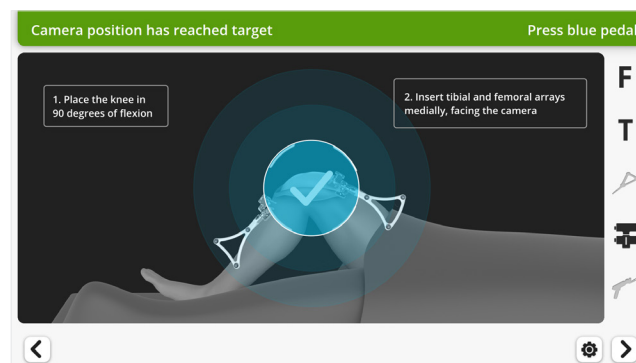 Camera position has reached target
Press blue pedal
1. Place the knee in
90 degrees of flexion
2. Insert tibial and femoral arrays
medially, facing the camera
F
T